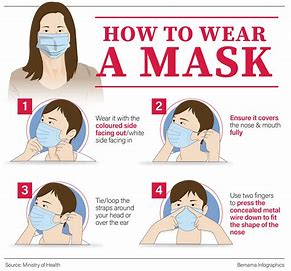 HOW TO WEAR
A MASK
1
Wear it with the
coloured side
facing out/white
side facing in
2
Ensure it covers
the nose & mouth
fully
3
Tie/loop the
straps around
your head or
over the ear
4
Use two fingers
to press the
concealed metal
wire down to fit
the shape of the
nose
Source: Ministry of Health
Bernama Infographics